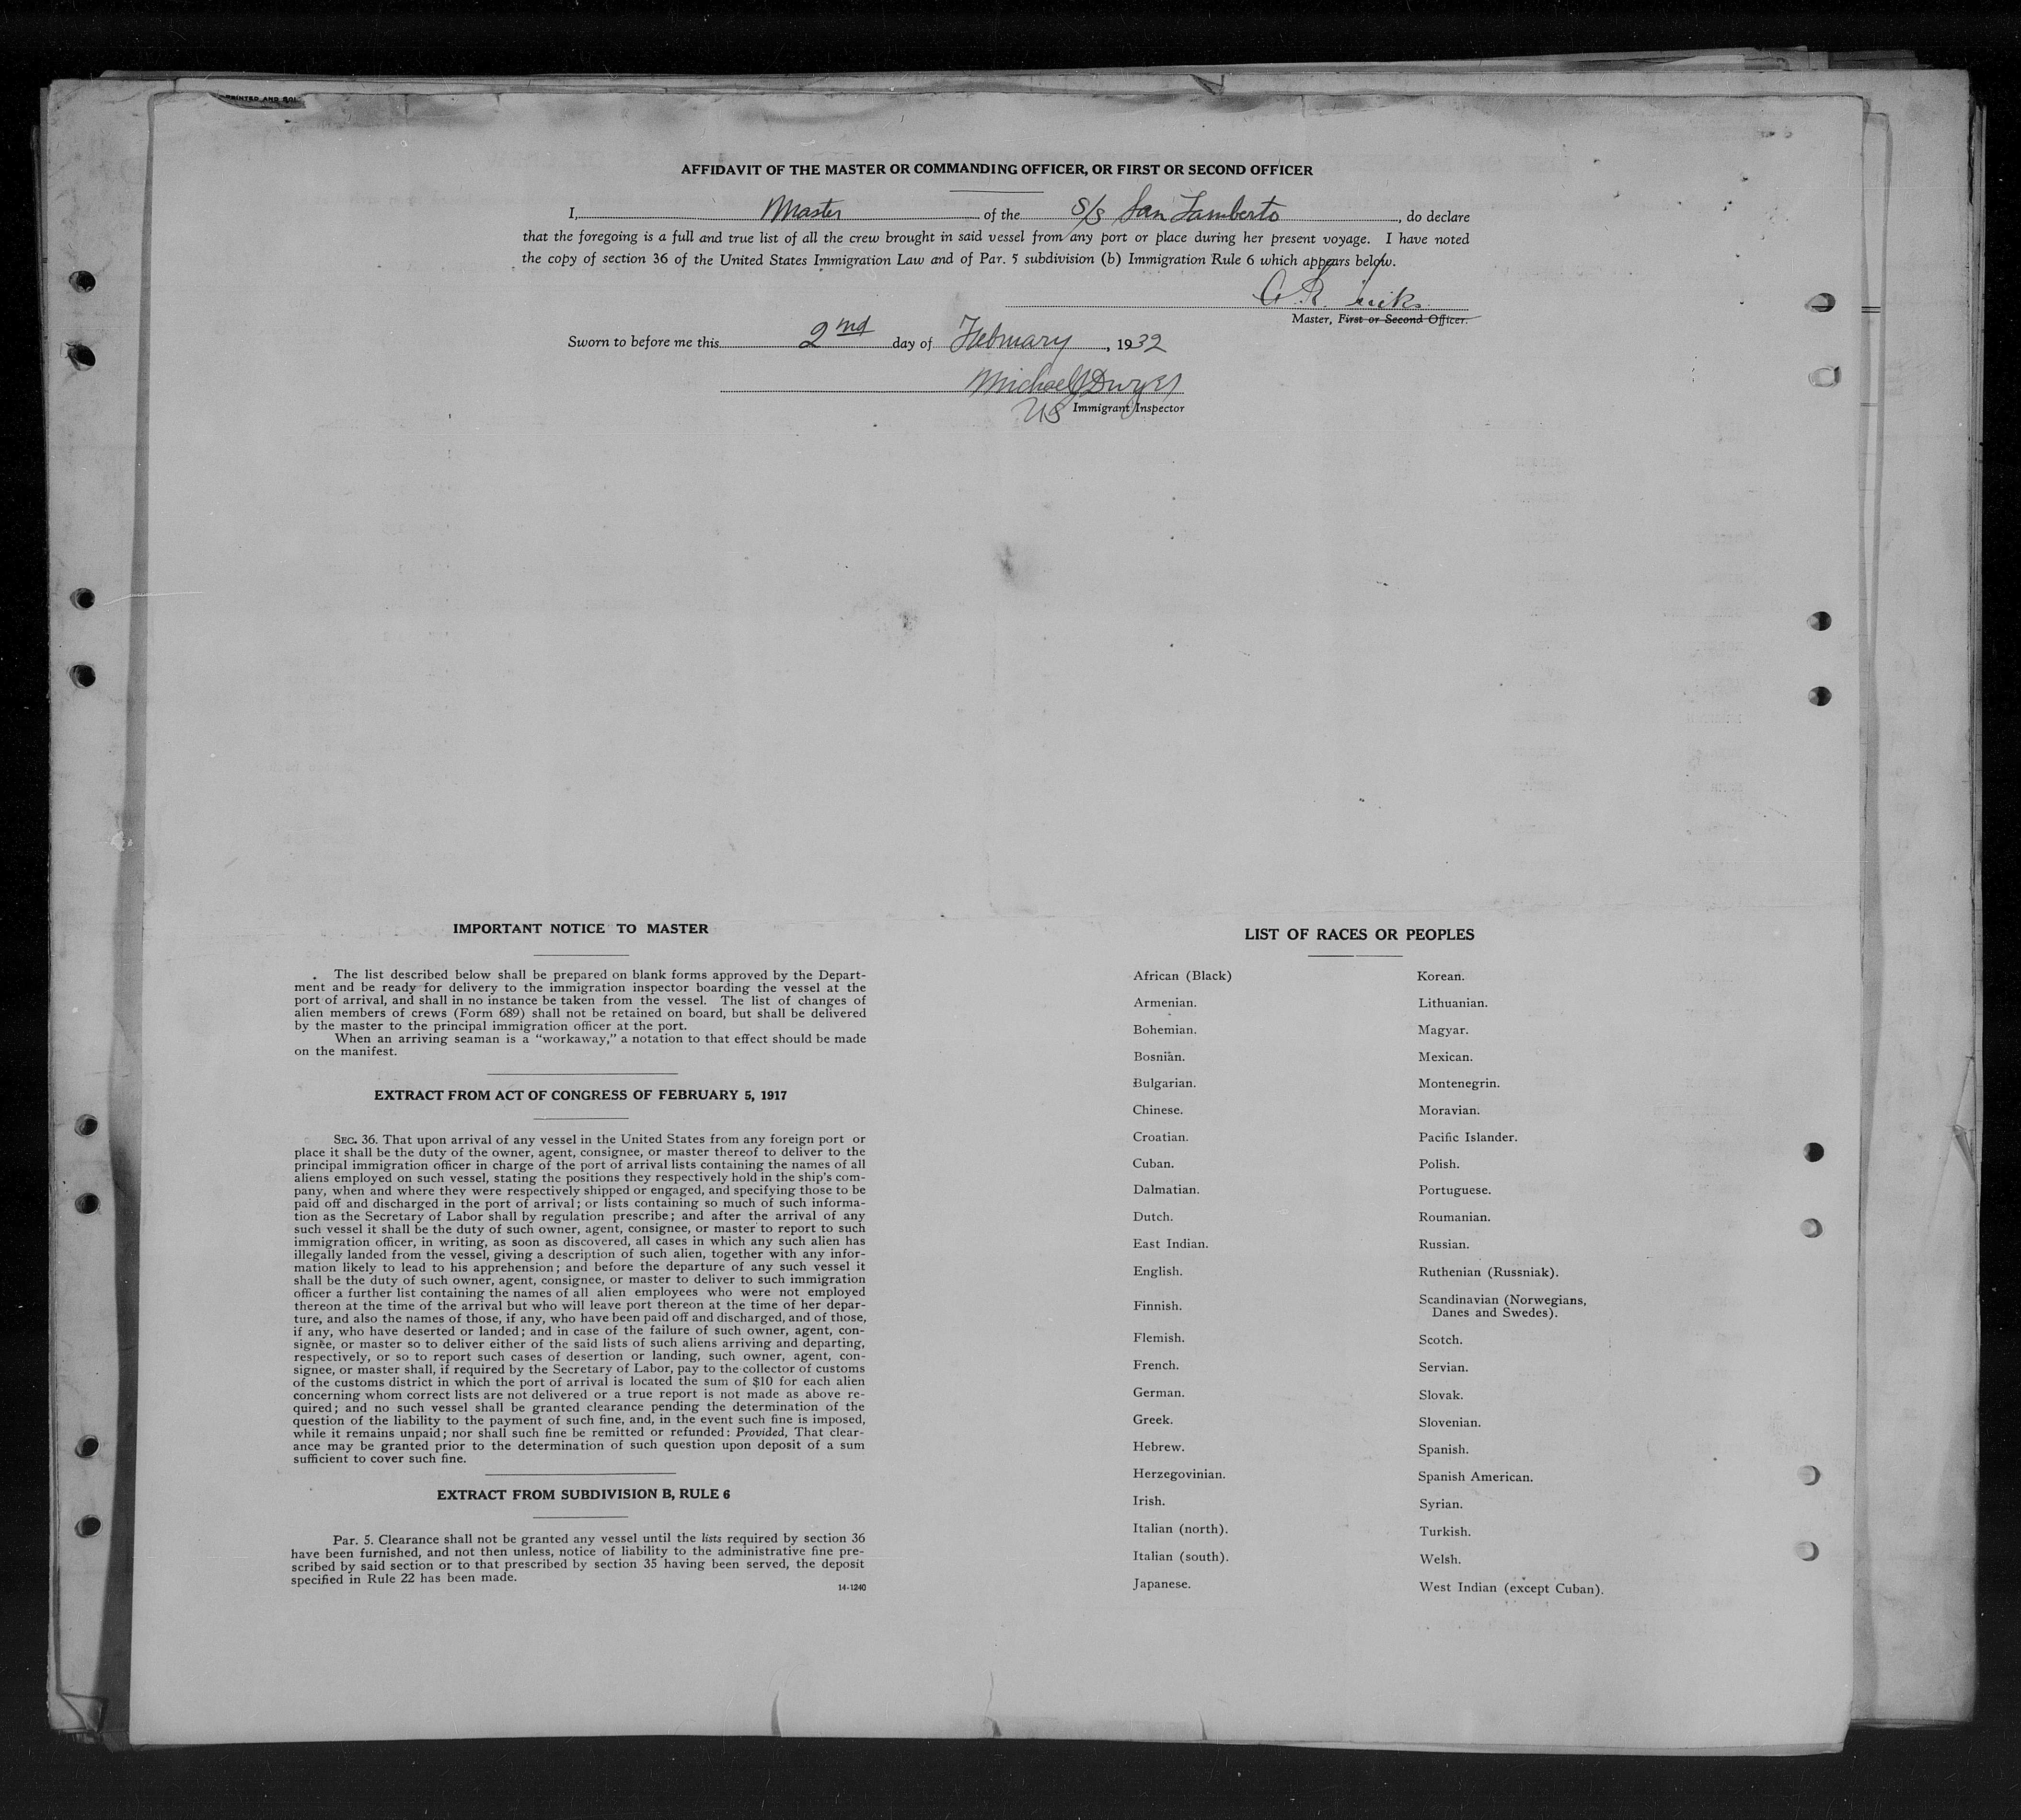 PRINTED AND SOL
AFFIDAVIT OF THE MASTER OR COMMANDING OFFICER, OR FIRST OR SECOND OFFICER
I, Master of the S/S San Lamberto, do declare
that the foregoing is a full and true list of all the crew brought in said vessel from any port or place during her present voyage. I have noted
the copy of section 36 of the United States Immigration Law and of Par. 5 subdivision (b) Immigration Rule 6 which appears below.
Master, First or Second Officer.
Sworn to before me this 2nd day of February, 1932
Michael J Dwyer
US Immigrant Inspector
IMPORTANT NOTICE TO MASTER
The list described below shall be prepared on blank forms approved by the Depart-
ment and be ready for delivery to the immigration inspector boarding the vessel at the
port of arrival, and shall in no instance be taken from the vessel. The list of changes of
alien members of crews (Form 689) shall not be retained on board, but shall be delivered
by the master to the principal immigration officer at the port.
When an arriving seaman is a “workaway,” a notation to that effect should be made
on the manifest.
EXTRACT FROM ACT OF CONGRESS OF FEBRUARY 5, 1917
SEC. 36. That upon arrival of any vessel in the United States from any foreign port or
place it shall be the duty of the owner, agent, consignee, or master thereof to deliver to the
principal immigration officer in charge of the port of arrival lists containing the names of all
aliens employed on such vessel, stating the positions they respectively hold in the ship's com-
pany, when and where they were respectively shipped or engaged, and specifying those to be
paid off and discharged in the port of arrival; or lists containing so much of such informa-
tion as the Secretary of Labor shall by regulation prescribe; and after the arrival of any
such vessel it shall be the duty of such owner, agent, consignee, or master to report to such
immigration officer, in writing, as soon as discovered, all cases in which any such alien has
illegally landed from the vessel, giving a description of such alien, together with any infor-
mation likely to lead to his apprehension; and before the departure of any such vessel it
shall be the duty of such owner, agent, consignee, or master to deliver to such immigration
officer a further list containing the names of all alien employees who were not employed
thereon at the time of the arrival but who will leave port thereon at the time of her depar-
ture, and also the names of those, if any, who have been paid off and discharged, and of those,
if any, who have deserted or landed; and in case of the failure of such owner, agent, con-
signee, or master so to deliver either of the said lists of such aliens arriving and departing,
respectively, or so to report such cases of desertion or landing, such owner, agent, con-
signee, or master shall, if required by the Secretary of Labor, pay to the collector of customs
of the customs district in which the port of arrival is located the sum of $10 for each alien
concerning whom correct lists are not delivered or a true report is not made as above re-
quired; and no such vessel shall be granted clearance pending the determination of the
question of the liability to the payment of such fine, and, in the event such fine is imposed,
while it remains unpaid; nor shall such fine be remitted or refunded: Provided, That clear-
ance may be granted prior to the determination of such question upon deposit of a sum
sufficient to cover such fine.
EXTRACT FROM SUBDIVISION B, RULE 6
Par. 5. Clearance shall not be granted any vessel until the lists required by section 36
have been furnished, and not then unless, notice of liability to the administrative fine pre-
scribed by said section or to that prescribed by section 35 having been served, the deposit
specified in Rule 22 has been made.
14-1240
LIST OF RACES OR PEOPLES
African (Black)
Armenian.
Bohemian.
Bosnian.
Bulgarian.
Chinese.
Croatian.
Cuban.
Dalmatian.
Dutch.
East Indian.
English.
Finnish.
Flemish.
French.
German.
Greek.
Hebrew.
Herzegovinian.
Irish.
Italian (north).
Italian (south).
Japanese.
Korean.
Lithuanian.
Magyar.
Mexican.
Montenegrin.
Moravian.
Pacific Islander.
Polish.
Portuguese.
Roumanian.
Russian.
Ruthenian (Russniak).
Scandinavian (Norwegians,
Danes and Swedes).
Scotch.
Servian.
Slovak.
Slovenian.
Spanish.
Spanish American.
Syrian.
Turkish.
Welsh.
West Indian (except Cuban).